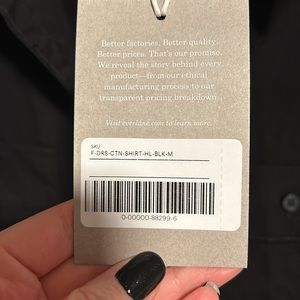 Better factories. Better quality.
Better prices. That's our promise.
We reveal the story behind every
product—from our ethical
manufacturing process to our
transparent pricing breakdown.
Visit everlane.com to learn more.
SKU
F-DRS-CTN-SHIRT-HL-BLK-M
0-00000-88299-6